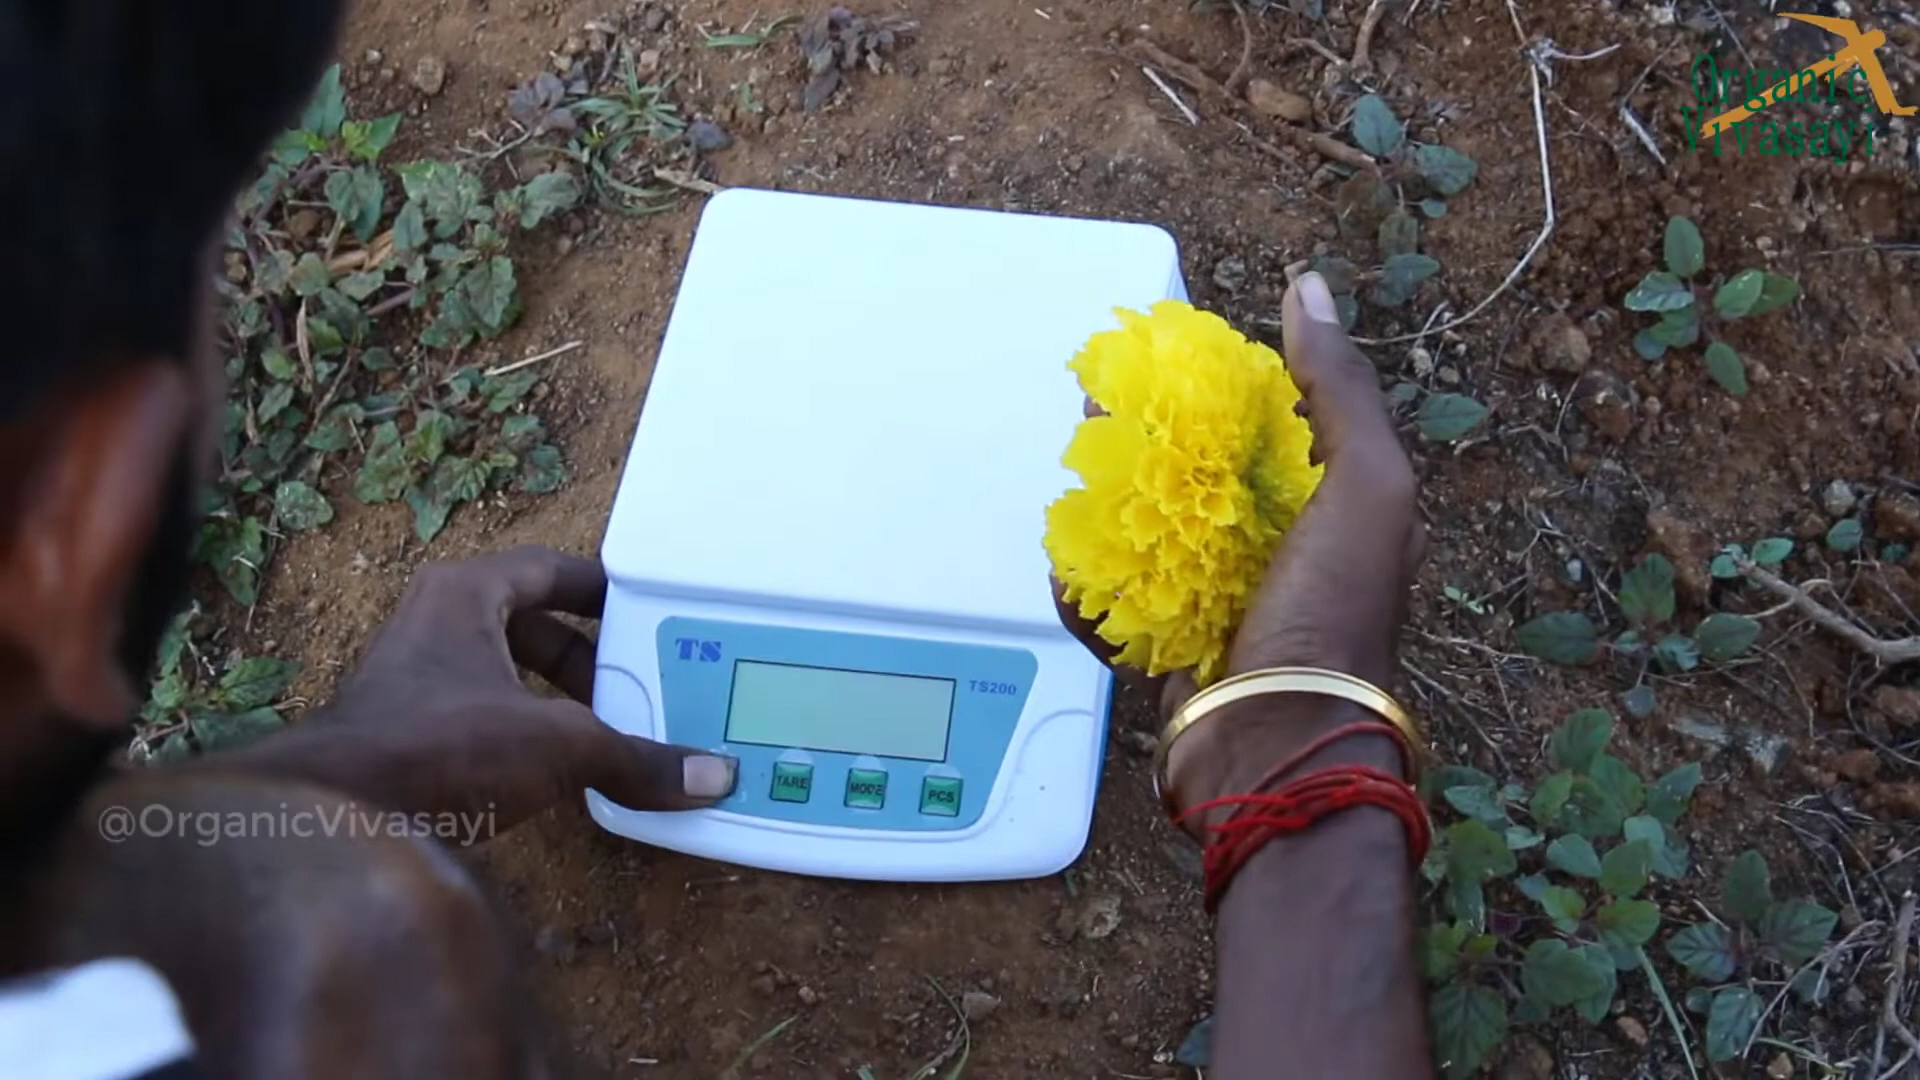 Organic
Vivasayi
TS
TS200
TARE
MODE
PCS
@OrganicVivasayi